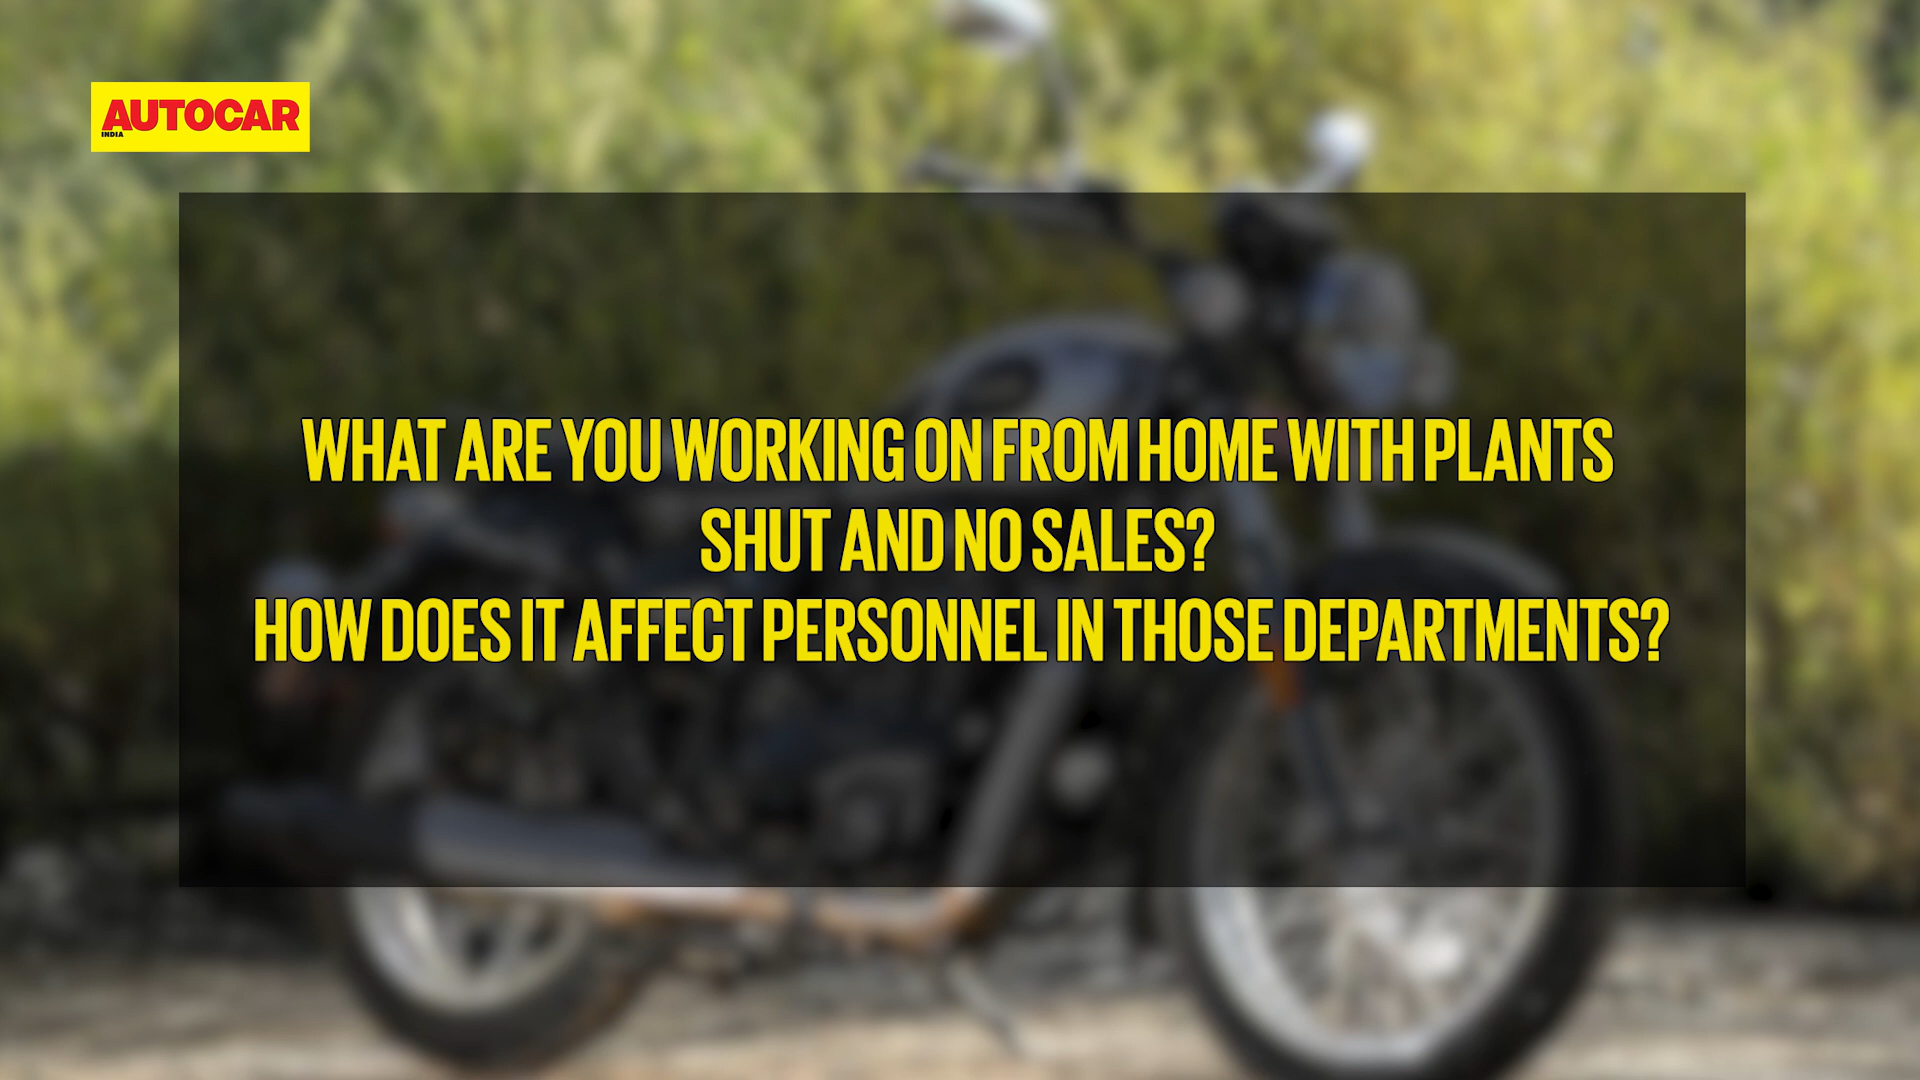 AUTOCAR
INDIA
WHAT ARE YOU WORKING ON FROM HOME WITH PLANTS
SHUT AND NO SALES?
HOW DOES IT AFFECT PERSONNEL IN THOSE DEPARTMENTS?